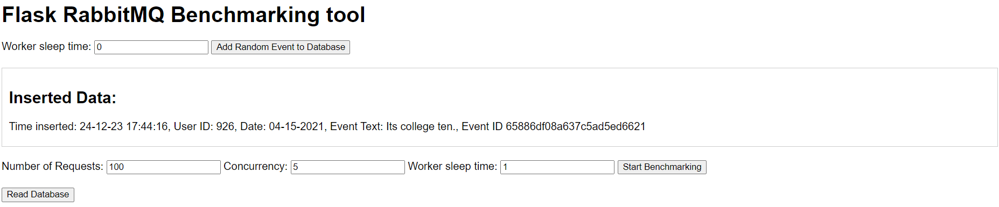 Flask RabbitMQ Benchmarking tool
Worker sleep time: 0 Add Random Event to Database
Inserted Data:
Time inserted: 24-12-23 17:44:16, User ID: 926, Date: 04-15-2021, Event Text: Its college ten., Event ID 65886df08a637c5ad5ed6621
Number of Requests: 100 Concurrency: 5 Worker sleep time: 1 Start Benchmarking
Read Database